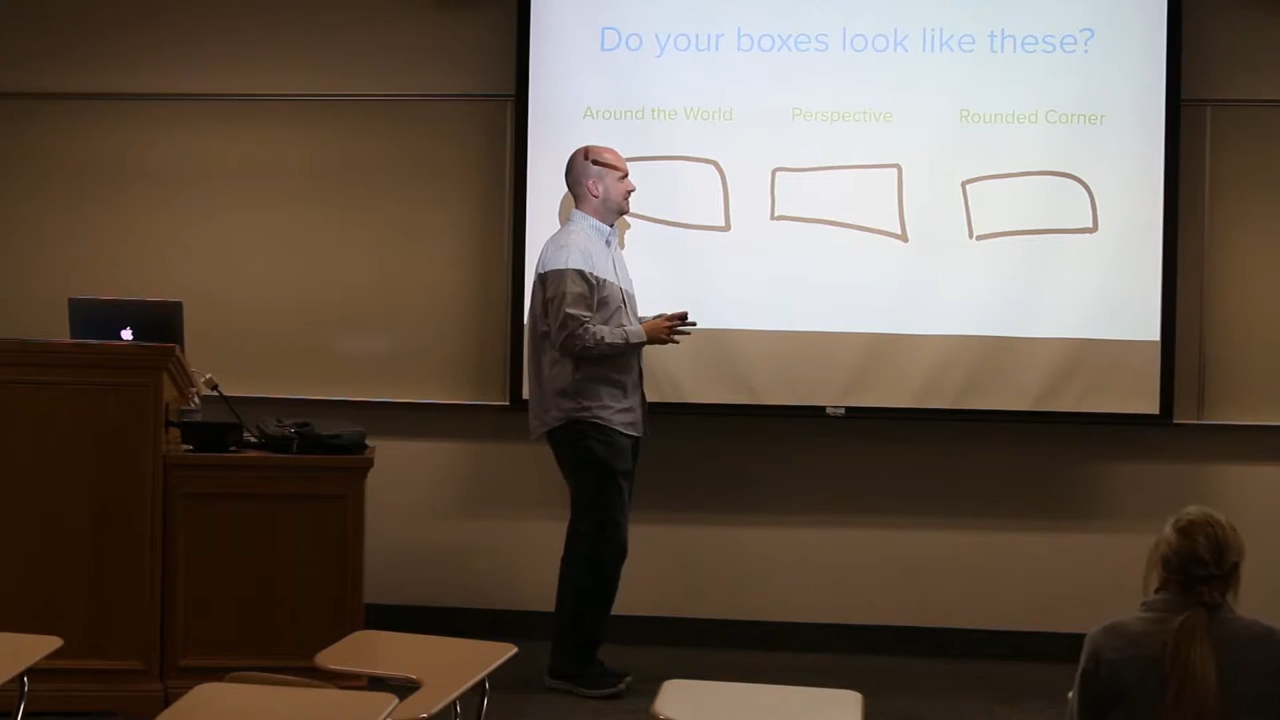 Do your boxes look like these?
Around the World
Perspective
Rounded Corner